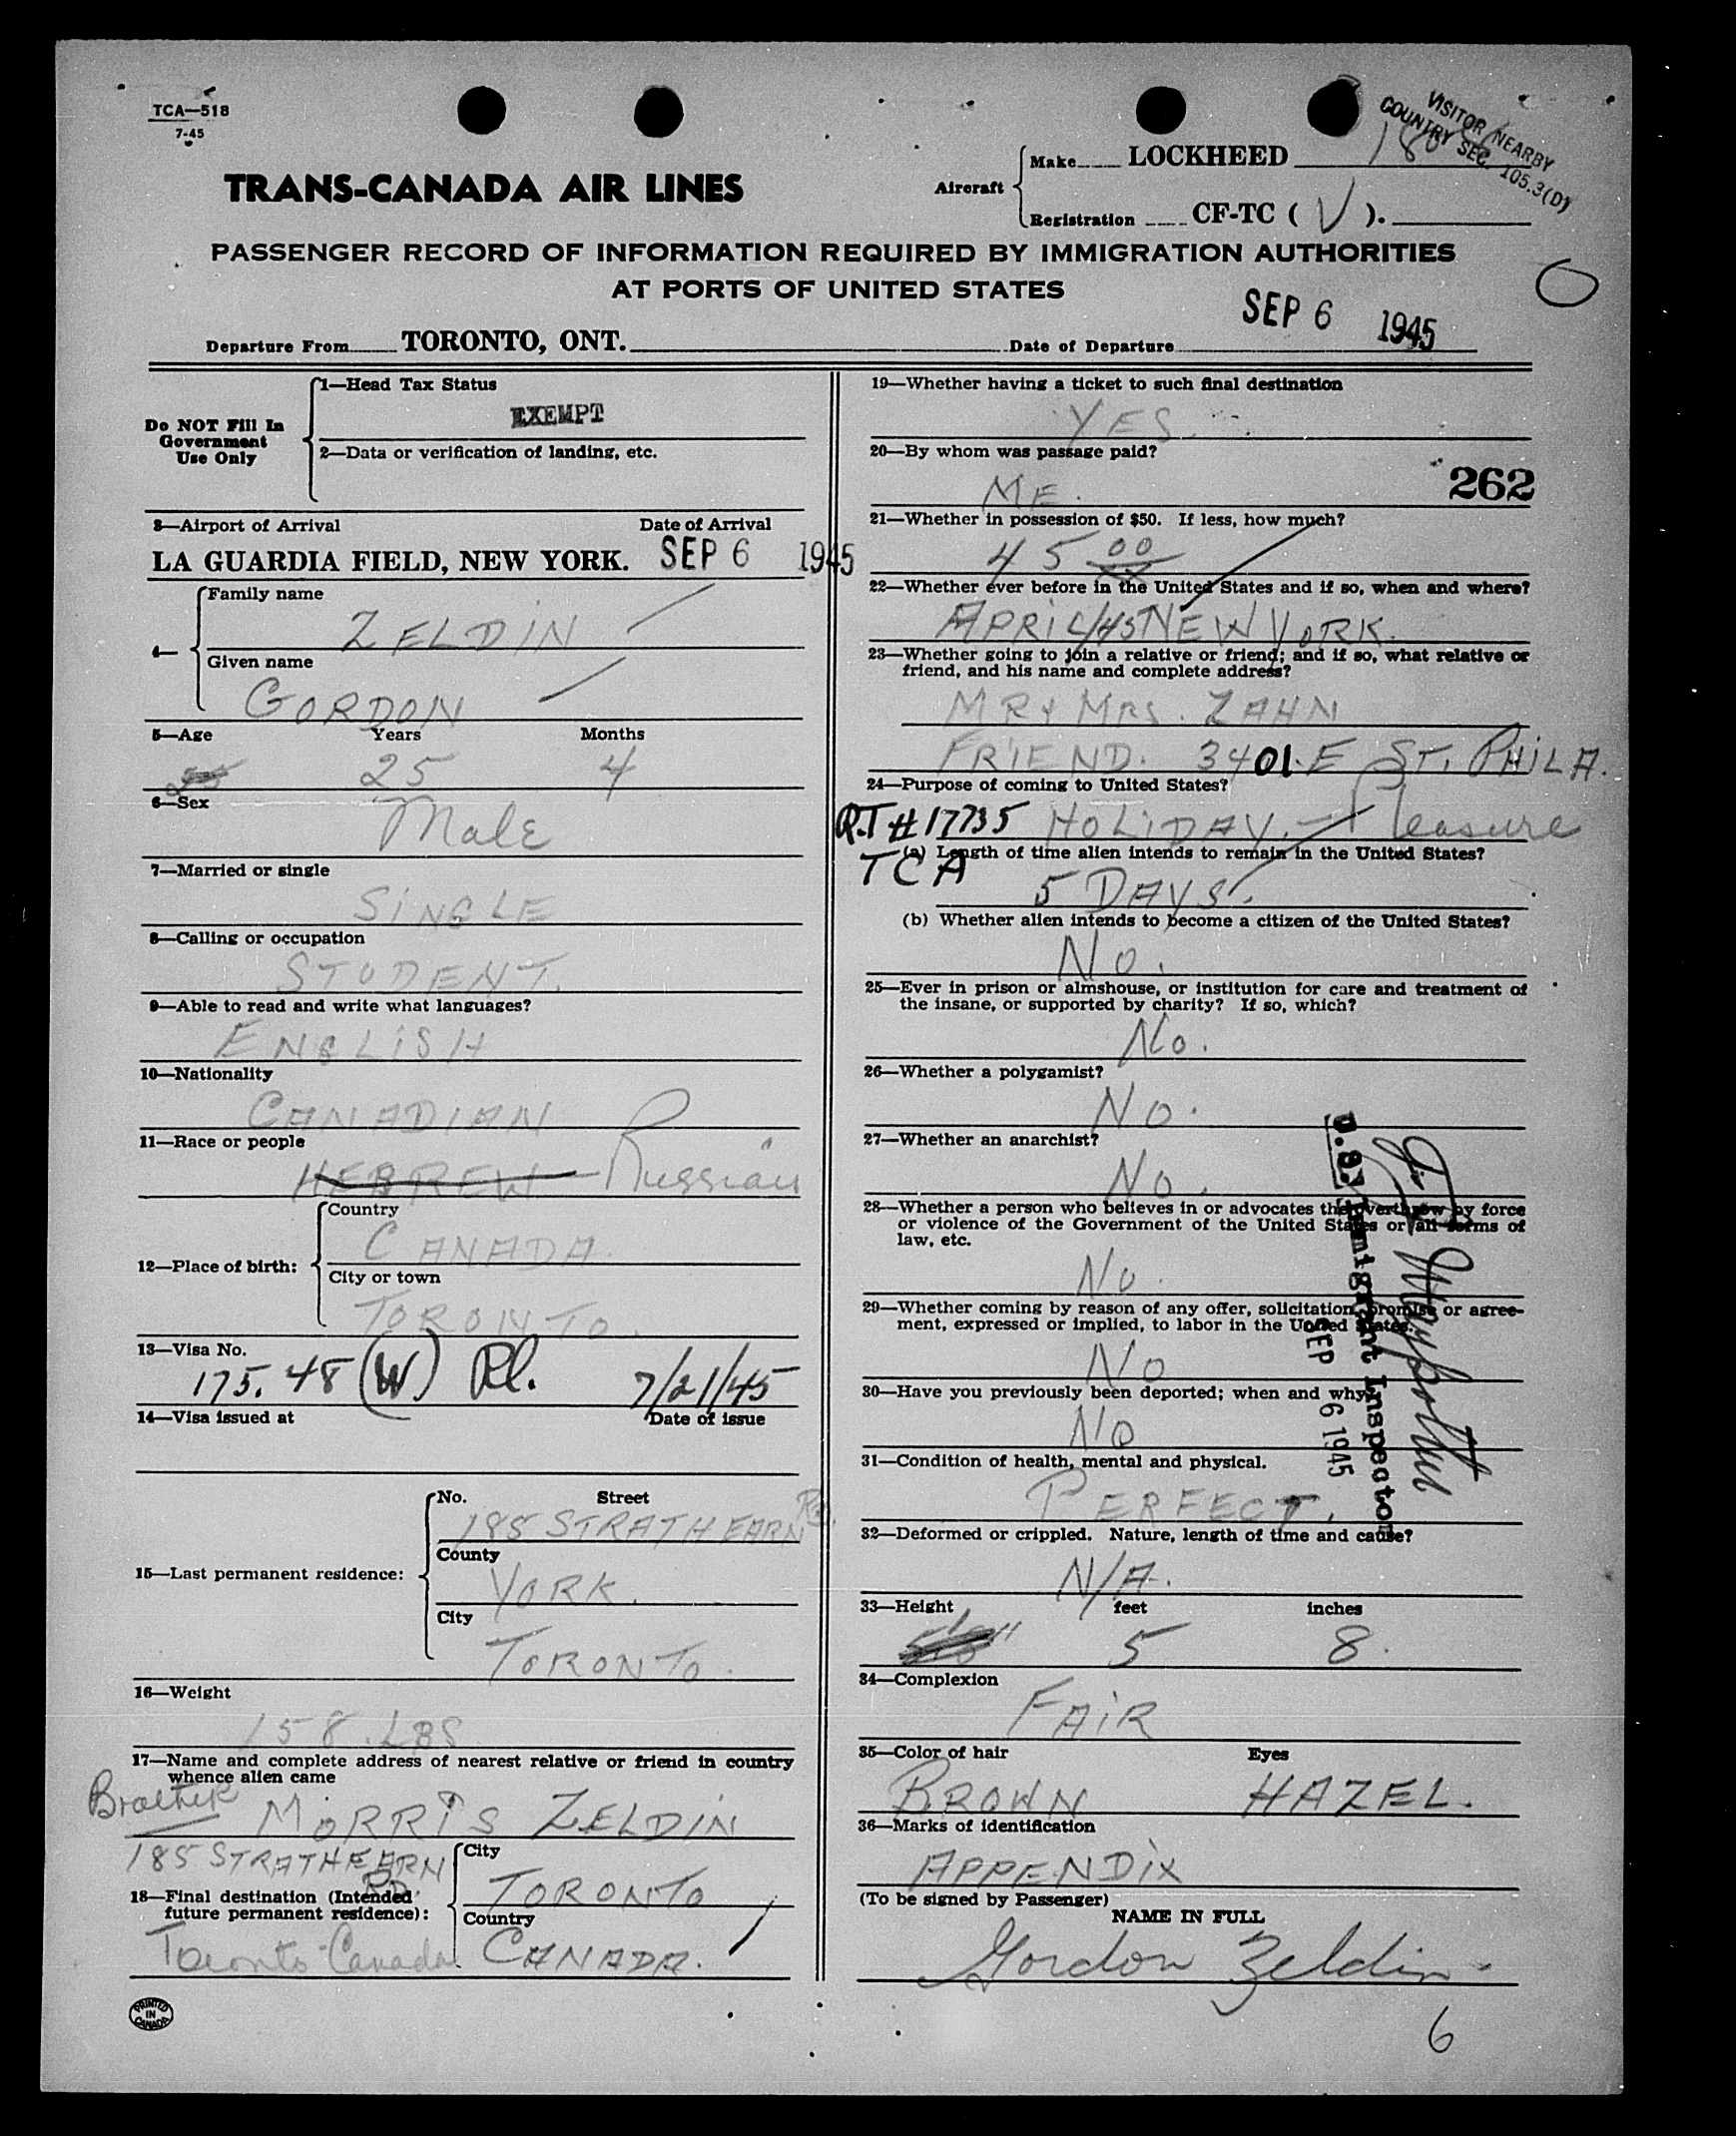 TCA—518
7-45
VISITOR NEARBY
COUNTRY SEC. 105.3(D)
TRANS-CANADA AIR LINES
Aircraft
Make LOCKHEED
Registration CF-TC ( V ).
PASSENGER RECORD OF INFORMATION REQUIRED BY IMMIGRATION AUTHORITIES
AT PORTS OF UNITED STATES
SEP 6 1945
Departure From TORONTO, ONT. Date of Departure
Do NOT Fill In
Government
Use Only
1—Head Tax Status
EXEMPT
2—Data or verification of landing, etc.
3—Airport of Arrival Date of Arrival
LA GUARDIA FIELD, NEW YORK. SEP 6 1945
4—
Family name
ZELDIN
Given name
GORDON
5—Age Years Months
25 4
6—Sex
Male
7—Married or single
SINGLE
8—Calling or occupation
STUDENT.
9—Able to read and write what languages?
ENGLISH
10—Nationality
CANADIAN
11—Race or people
HEBREW Russian
12—Place of birth:
Country
CANADA.
City or town
TORONTO.
13—Visa No.
175.48 (W) Rl. 7/21/45
14—Visa issued at Date of issue
15—Last permanent residence:
No. Street
185 STRATHEARN RD.
County
YORK.
City
TORONTO.
16—Weight
158 LBS
17—Name and complete address of nearest relative or friend in country
whence alien came
Brother MORRIS ZELDIN
185 STRATHEARN
RD.
18—Final destination (Intended
future permanent residence):
Toronto Canada.
City
TORONTO
Country
CANADA.
PRINTED
IN
CANADA
19—Whether having a ticket to such final destination
YES.
20—By whom was passage paid?
ME. 262
21—Whether in possession of $50. If less, how much?
45 00
22—Whether ever before in the United States and if so, when and where?
APRIL/45 NEW YORK.
23—Whether going to join a relative or friend; and if so, what relative or
friend, and his name and complete address?
MR & MRS. ZAHN
FRIEND. 3401 E ST. PHILA.
24—Purpose of coming to United States?
R.T # 17735 HOLIDAY. — Pleasure
TCA
(a) Length of time alien intends to remain in the United States?
5 DAYS.
(b) Whether alien intends to become a citizen of the United States?
No.
25—Ever in prison or almshouse, or institution for care and treatment of
the insane, or supported by charity? If so, which?
No.
26—Whether a polygamist?
No.
27—Whether an anarchist?
No.
28—Whether a person who believes in or advocates the overthrow by force
or violence of the Government of the United States or all forms of
law, etc.
No.
29—Whether coming by reason of any offer, solicitation, promise or agree-
ment, expressed or implied, to labor in the United States.
No
30—Have you previously been deported; when and why?
NO
U.S. Immigrant Inspector
SEP 6 1945
31—Condition of health, mental and physical.
PERFECT.
32—Deformed or crippled. Nature, length of time and cause?
N/A.
33—Height feet inches
5 8
34—Complexion
FAIR
35—Color of hair Eyes
BROWN HAZEL.
36—Marks of identification
APPENDIX
(To be signed by Passenger)
NAME IN FULL
Gordon Zeldin.
6